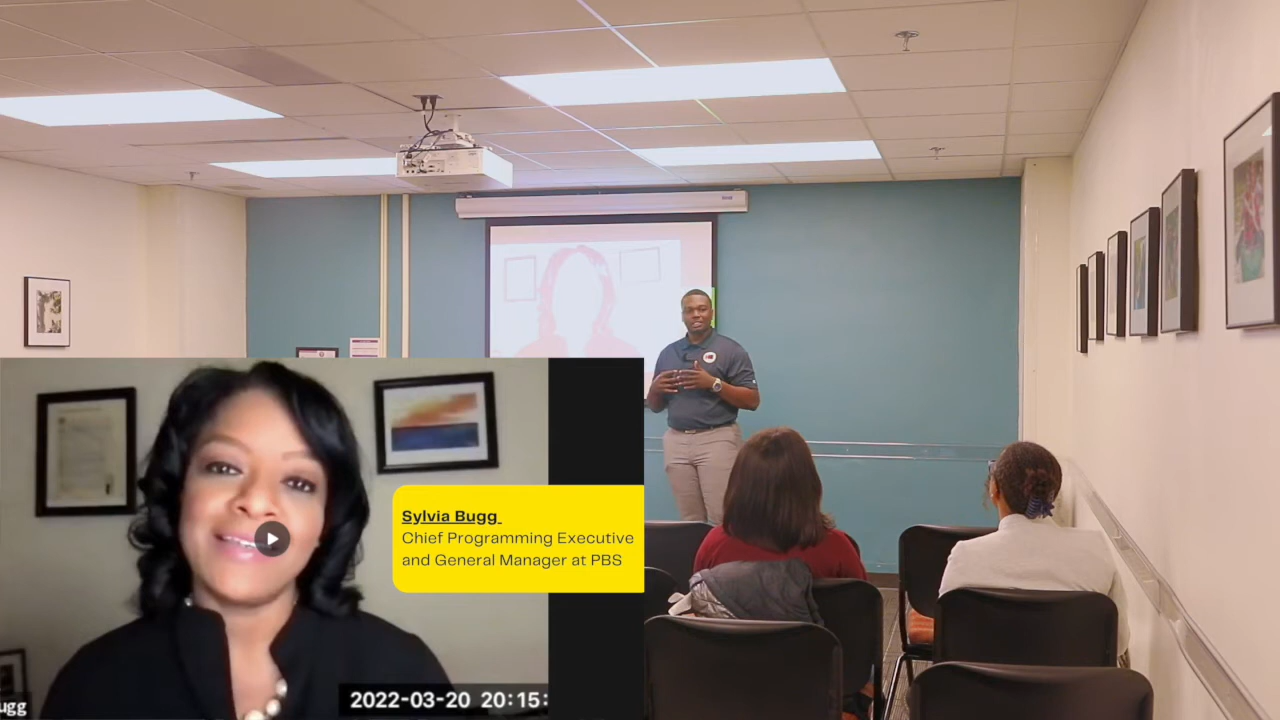 Sylvia Bugg
Chief Programming Executive
and General Manager at PBS
ugg
2022-03-20 20:15: